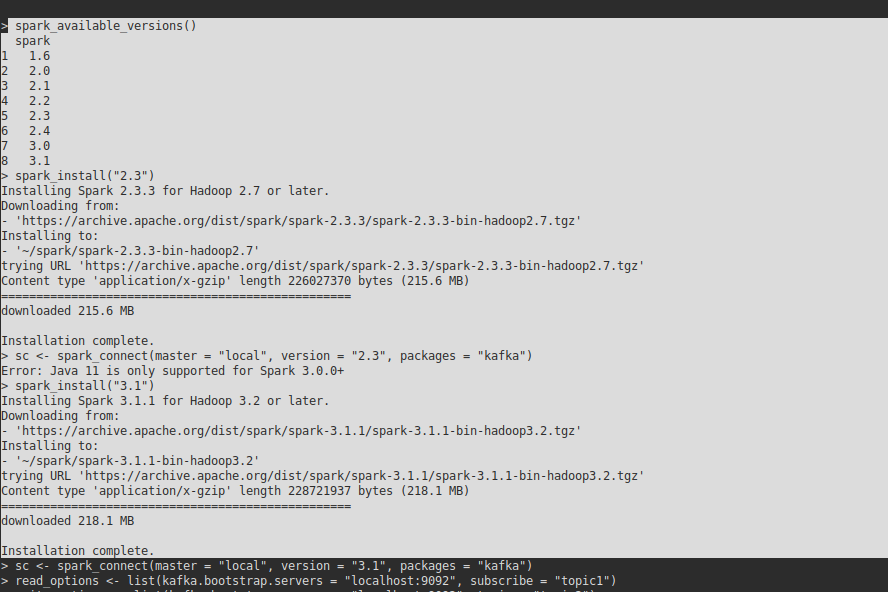 > spark_available_versions()
  spark
1   1.6
2   2.0
3   2.1
4   2.2
5   2.3
6   2.4
7   3.0
8   3.1
> spark_install("2.3")
Installing Spark 2.3.3 for Hadoop 2.7 or later.
Downloading from:
- 'https://archive.apache.org/dist/spark/spark-2.3.3/spark-2.3.3-bin-hadoop2.7.tgz'
Installing to:
- '~/spark/spark-2.3.3-bin-hadoop2.7'
trying URL 'https://archive.apache.org/dist/spark/spark-2.3.3/spark-2.3.3-bin-hadoop2.7.tgz'
Content type 'application/x-gzip' length 226027370 bytes (215.6 MB)
==================================================
downloaded 215.6 MB

Installation complete.
> sc <- spark_connect(master = "local", version = "2.3", packages = "kafka")
Error: Java 11 is only supported for Spark 3.0.0+
> spark_install("3.1")
Installing Spark 3.1.1 for Hadoop 3.2 or later.
Downloading from:
- 'https://archive.apache.org/dist/spark/spark-3.1.1/spark-3.1.1-bin-hadoop3.2.tgz'
Installing to:
- '~/spark/spark-3.1.1-bin-hadoop3.2'
trying URL 'https://archive.apache.org/dist/spark/spark-3.1.1/spark-3.1.1-bin-hadoop3.2.tgz'
Content type 'application/x-gzip' length 228721937 bytes (218.1 MB)
==================================================
downloaded 218.1 MB

Installation complete.
> sc <- spark_connect(master = "local", version = "3.1", packages = "kafka")
> read_options <- list(kafka.bootstrap.servers = "localhost:9092", subscribe = "topic1")